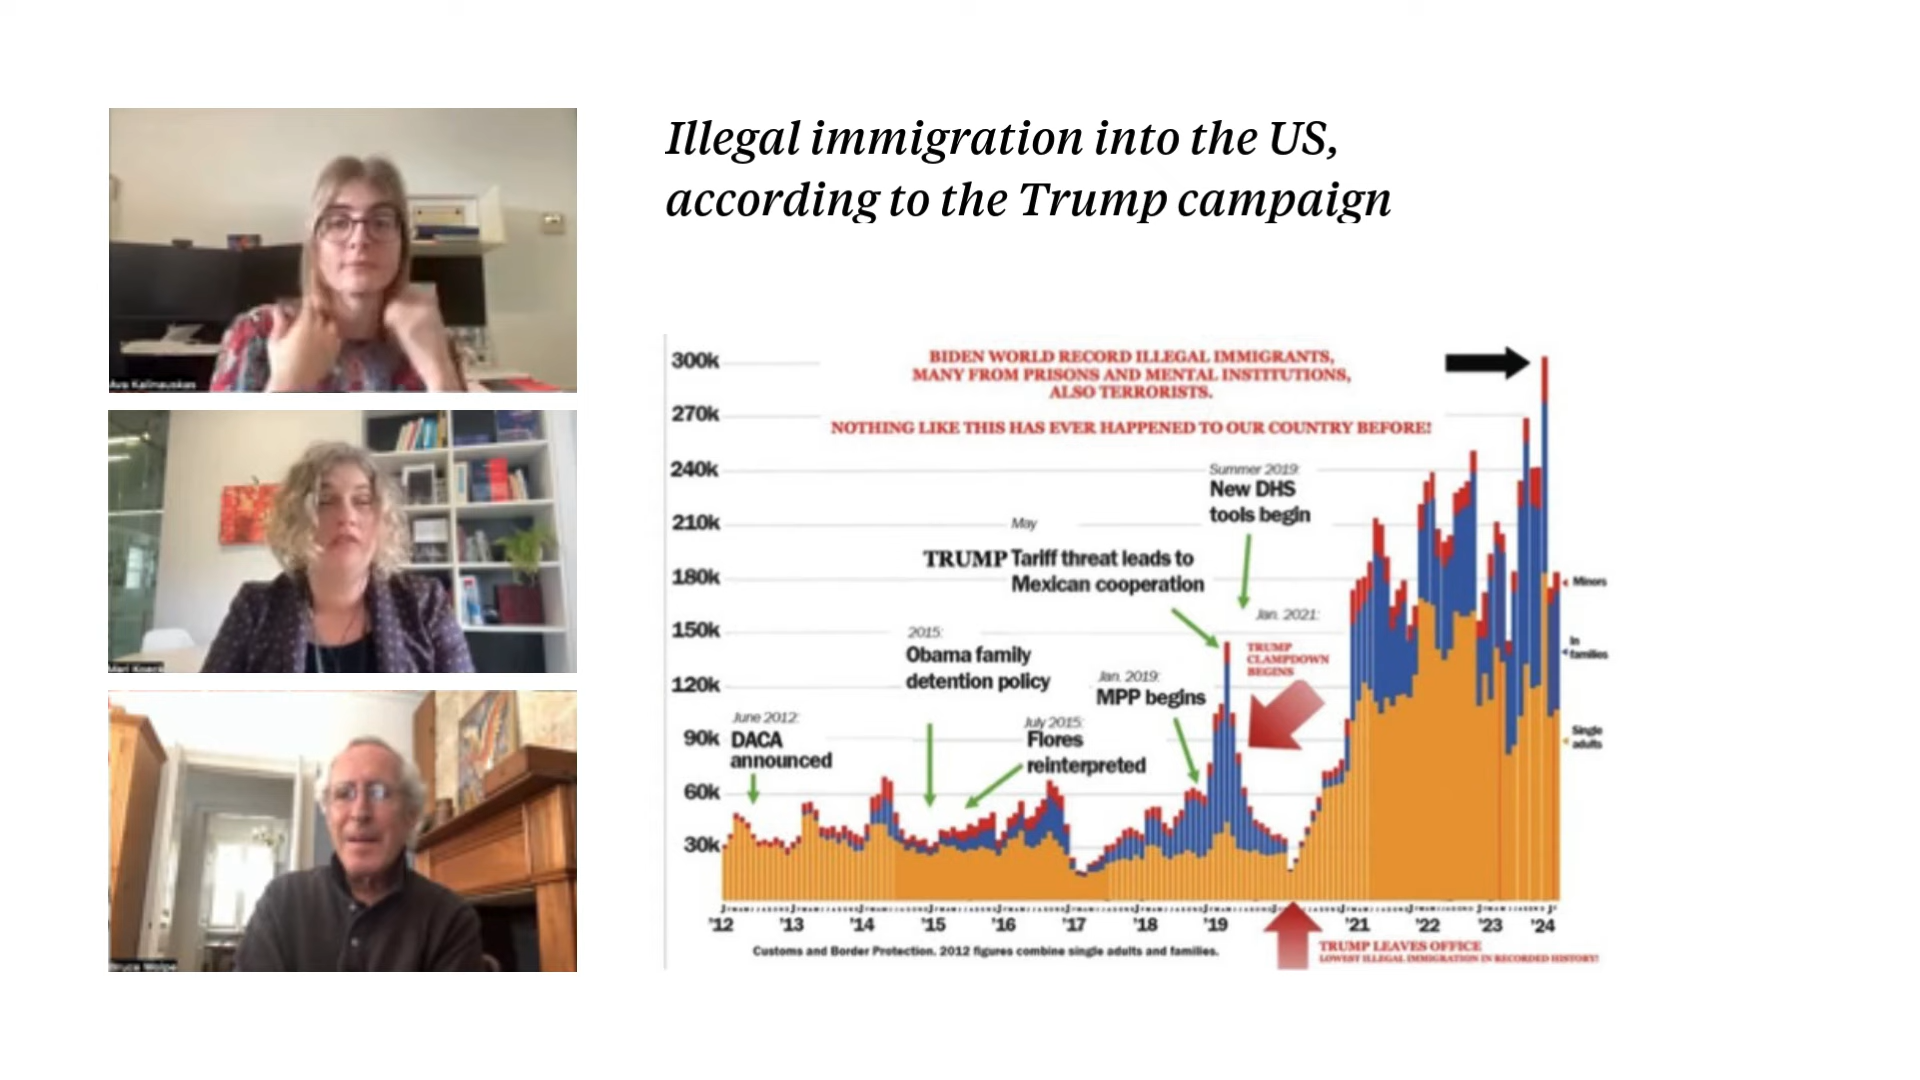 Illegal immigration into the US,
according to the Trump campaign
Ava Kalinauskas
Bruce Wolpe
300k
270k
240k
210k
180k
150k
120k
90k
60k
30k
BIDEN WORLD RECORD ILLEGAL IMMIGRANTS,
MANY FROM PRISONS AND MENTAL INSTITUTIONS,
ALSO TERRORISTS.
NOTHING LIKE THIS HAS EVER HAPPENED TO OUR COUNTRY BEFORE!
Summer 2019:
New DHS
tools begin
May
TRUMP Tariff threat leads to
Mexican cooperation
Jan. 2021:
TRUMP
CLAMPDOWN
BEGINS
2015:
Obama family
detention policy
Jan. 2019:
MPP begins
June 2012:
DACA
announced
July 2015:
Flores
reinterpreted
Minors
In
families
Single
adults
'12 '13 '14 '15 '16 '17 '18 '19 '21 '22 '23 '24
Customs and Border Protection. 2012 figures combine single adults and families.
TRUMP LEAVES OFFICE
LOWEST ILLEGAL IMMIGRATION IN RECORDED HISTORY!